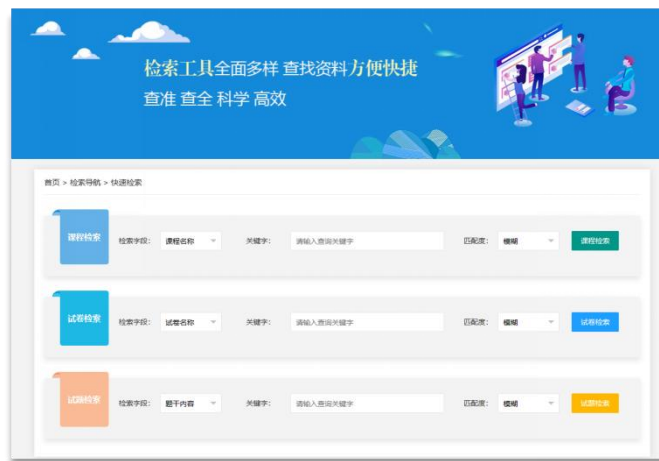 检索工具全面多样 查找资料方便快捷
查准 查全 科学 高效
首页 > 检索导航 > 快速检索
课程检索 检索字段： 课程名称 关键字： 请输入查询关键字 匹配度： 模糊 课程检索
试卷检索 检索字段： 试卷名称 关键字： 请输入查询关键字 匹配度： 模糊 试卷检索
试题检索 检索字段： 题干内容 关键字： 请输入查询关键字 匹配度： 模糊 试题检索